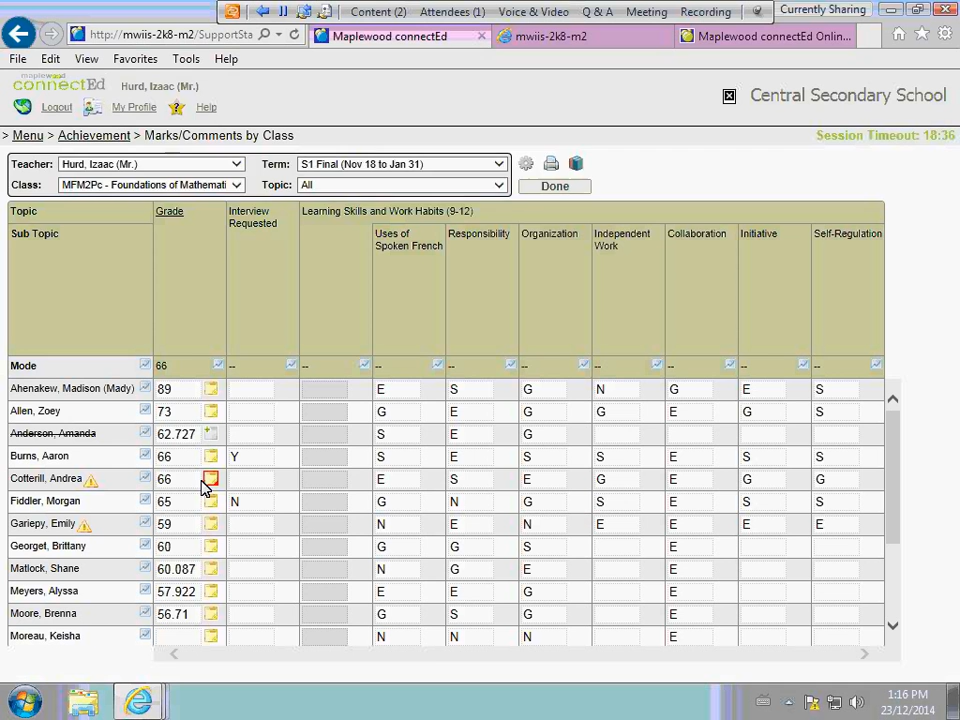 Content (2) Attendees (1) Voice & Video Q & A Meeting Recording Currently Sharing
http://mwiis-2k8-m2/SupportSta Maplewood connectEd mwiis-2k8-m2 Maplewood connectEd Onlin...
File Edit View Favorites Tools Help
maplewood
connectEd Hurd, Izaac (Mr.)
Logout My Profile Help Central Secondary School
> Menu > Achievement > Marks/Comments by Class Session Timeout: 18:36
Teacher: Hurd, Izaac (Mr.) Term: S1 Final (Nov 18 to Jan 31)
Class: MFM2Pc - Foundations of Mathemati Topic: All Done
Topic Grade Interview Requested Learning Skills and Work Habits (9-12)
Sub Topic Uses of Spoken French Responsibility Organization Independent Work Collaboration Initiative Self-Regulation
Mode 66 -- -- -- -- -- -- -- -- --
Ahenakew, Madison (Mady) 89 E S G N G E S
Allen, Zoey 73 G E G G E G S
Anderson, Amanda 62.727 S E G
Burns, Aaron 66 Y S E S S E S S
Cotterill, Andrea 66 E S E G E G G
Fiddler, Morgan 65 N G N G S E S S
Gariepy, Emily 59 N E N E E E E
Georget, Brittany 60 G G S E
Matlock, Shane 60.087 N G E E
Meyers, Alyssa 57.922 E E G E
Moore, Brenna 56.71 G S G E
Moreau, Keisha N N N E
1:16 PM
23/12/2014